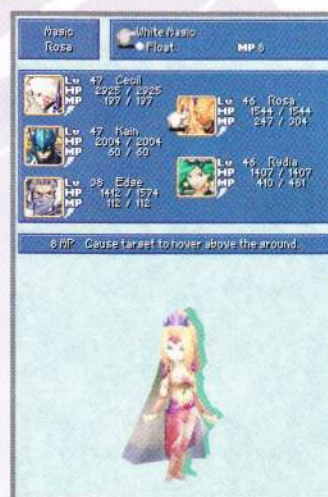 Magic
Rosa
White Magic
Float MP 8
Lv 47 Cecil
HP 2925 / 2925
MP 197 / 197
Lv 46 Rosa
HP 1544 / 1544
MP 247 / 304
Lv 47 Kain
HP 2004 / 2004
MP 60 / 60
Lv 46 Rydia
HP 1407 / 1407
MP 410 / 461
Lv 38 Edge
HP 1412 / 1574
MP 112 / 112
8 MP Cause target to hover above the ground.